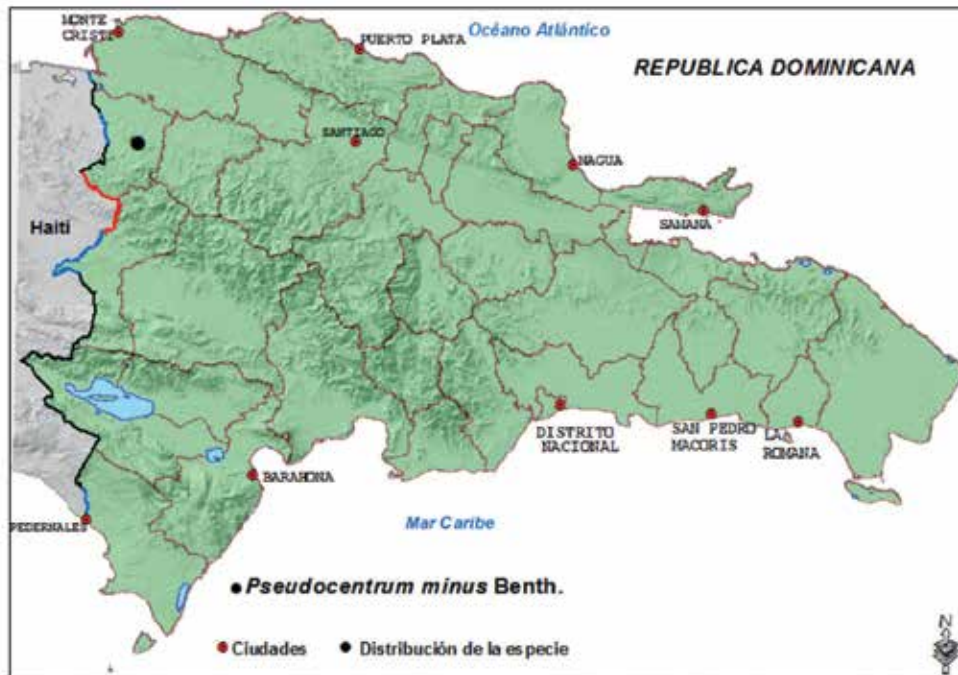 MONTE
CRISTI
PUERTO PLATA
Océano Atlántico
REPUBLICA DOMINICANA
SANTIAGO
NAGUA
SAMANA
Haití
DISTRITO
NACIONAL
SAN PEDRO
MACORIS
LA
ROMANA
BARAHONA
PEDERNALES
Mar Caribe
Pseudocentrum minus Benth.
Ciudades
Distribución de la especie
N